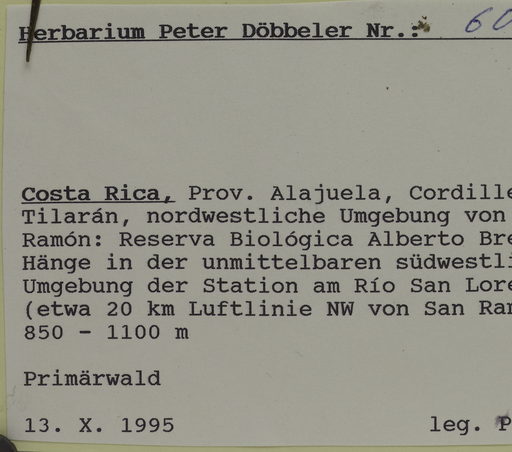 Herbarium Peter Döbbeler Nr.: 60
Costa Rica, Prov. Alajuela, Cordille
Tilarán, nordwestliche Umgebung von
Ramón: Reserva Biológica Alberto Bre
Hänge in der unmittelbaren südwestli
Umgebung der Station am Río San Lore
(etwa 20 km Luftlinie NW von San Ram
850 - 1100 m
Primärwald
13. X. 1995 leg. P